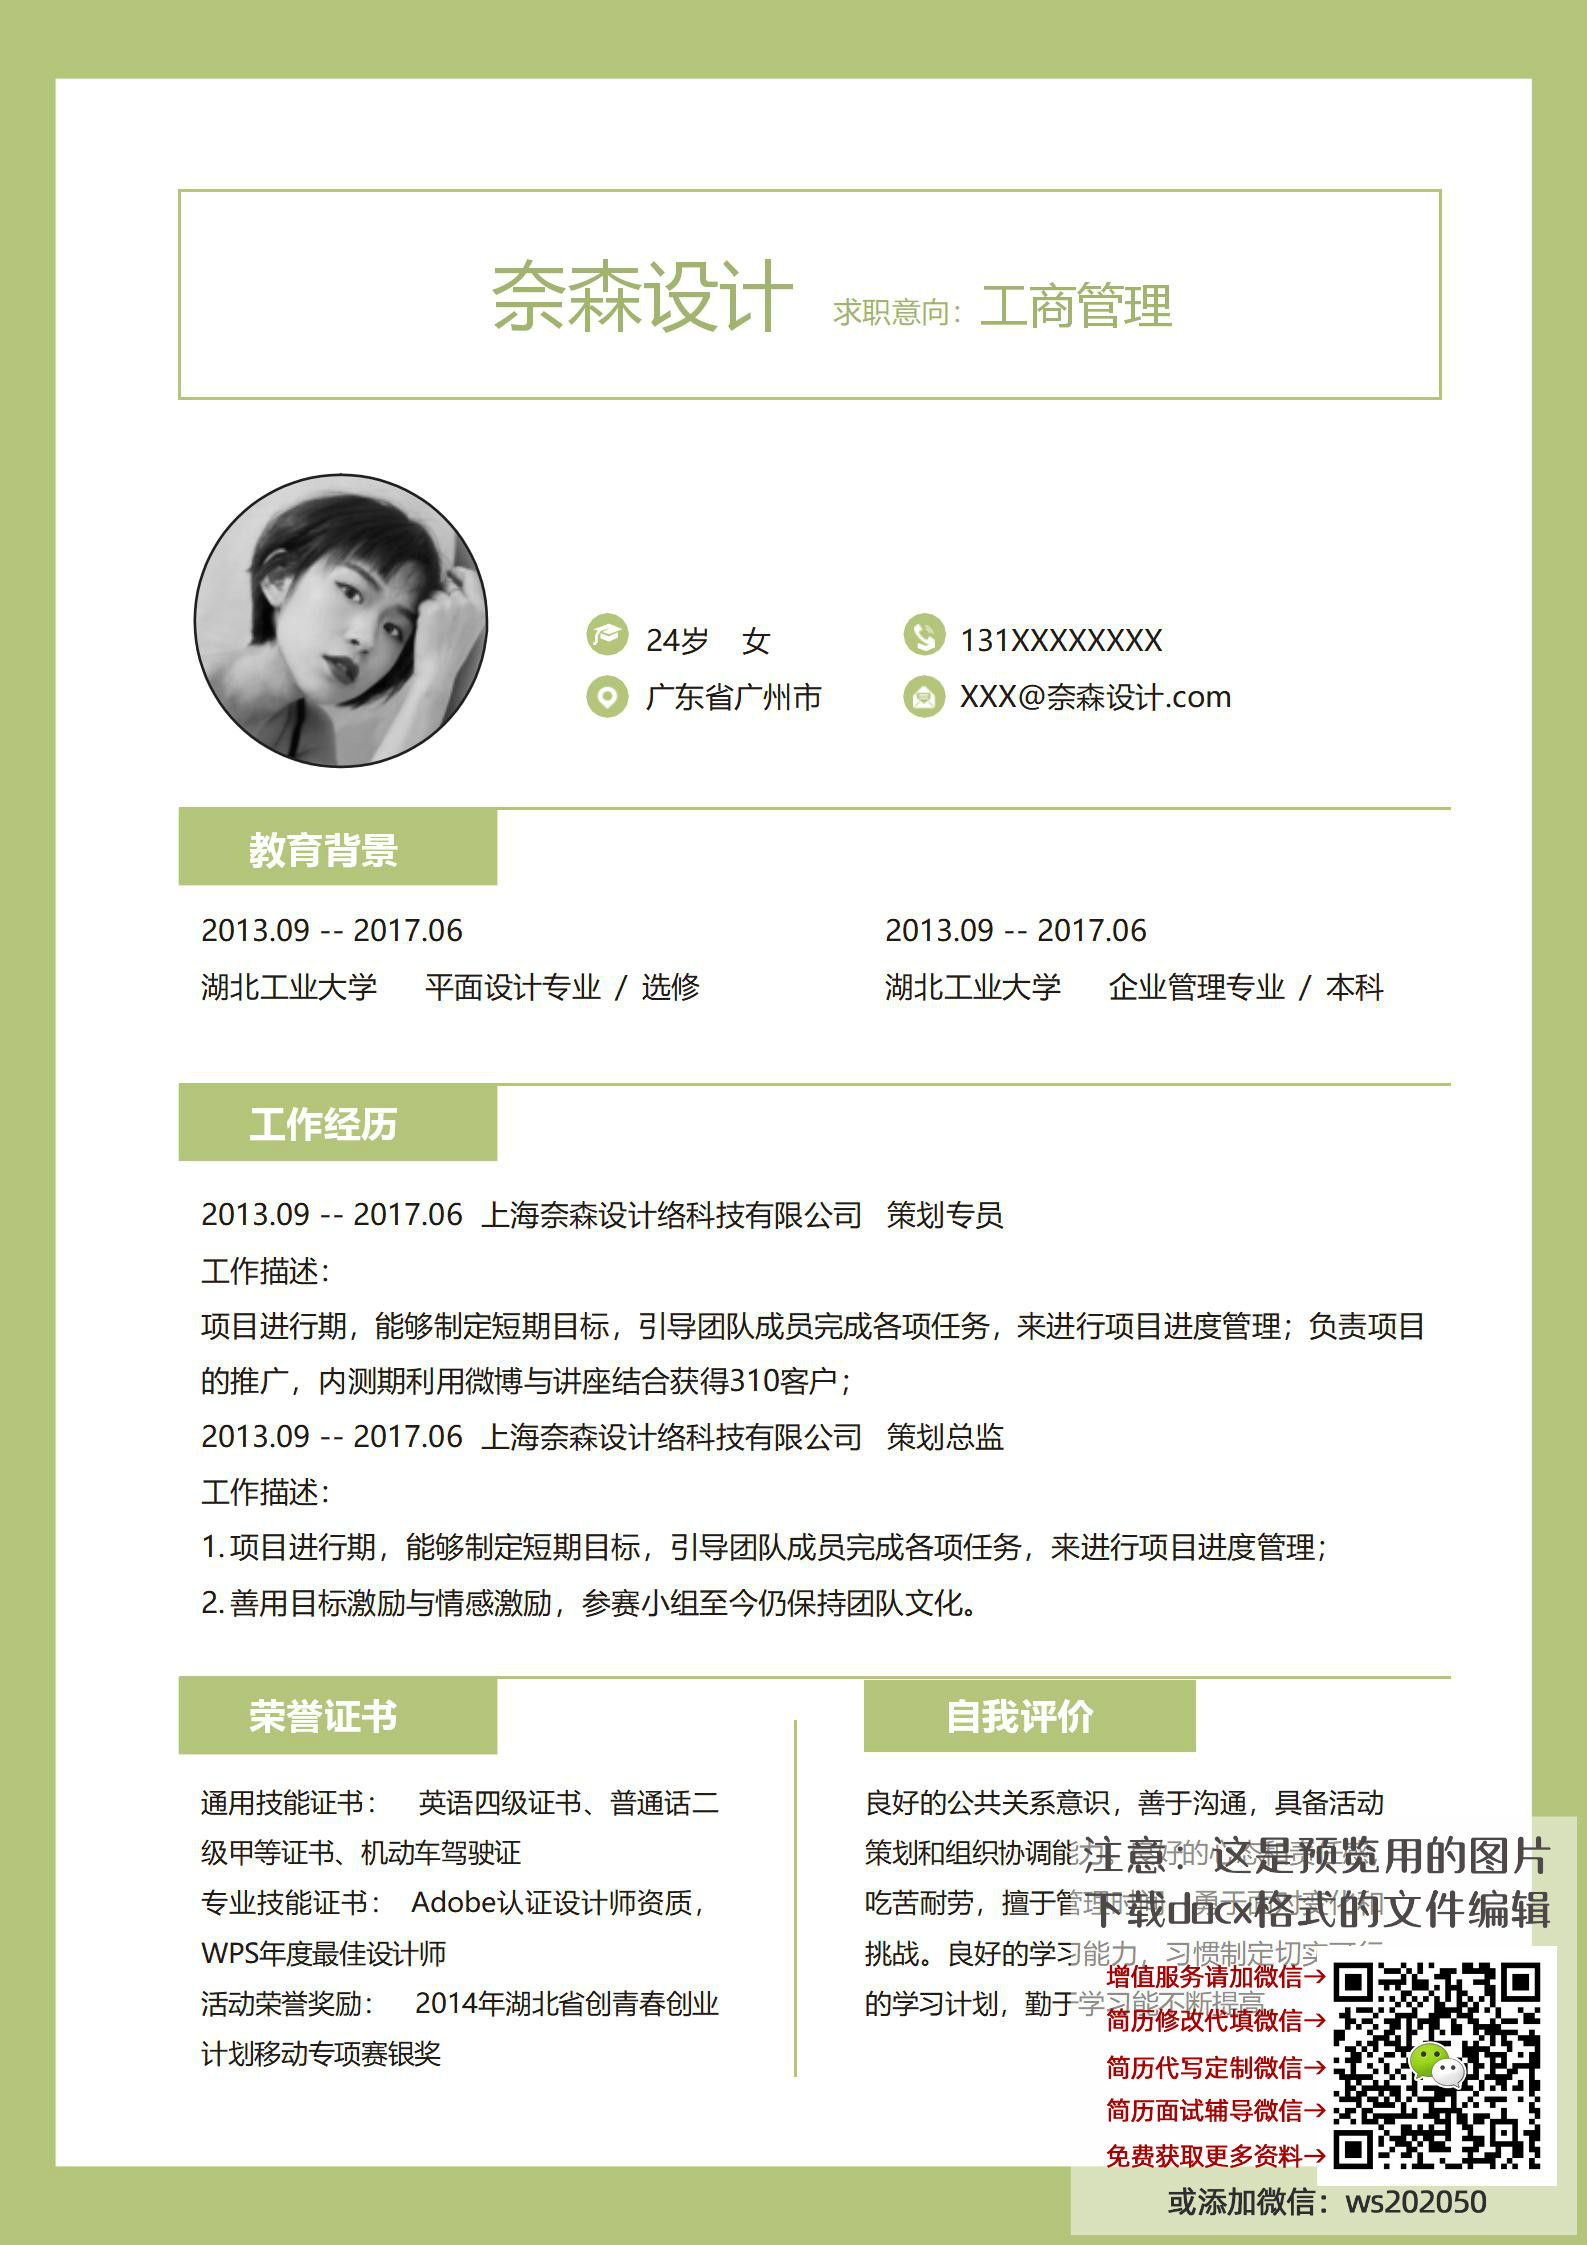 奈森设计 求职意向：工商管理
24岁 女
131XXXXXXXX
广东省广州市
XXX@奈森设计.com
教育背景
2013.09 -- 2017.06
湖北工业大学 平面设计专业 / 选修
2013.09 -- 2017.06
湖北工业大学 企业管理专业 / 本科
工作经历
2013.09 -- 2017.06 上海奈森设计络科技有限公司 策划专员
工作描述：
项目进行期，能够制定短期目标，引导团队成员完成各项任务，来进行项目进度管理；负责项目
的推广，内测期利用微博与讲座结合获得310客户；
2013.09 -- 2017.06 上海奈森设计络科技有限公司 策划总监
工作描述：
1. 项目进行期，能够制定短期目标，引导团队成员完成各项任务，来进行项目进度管理；
2. 善用目标激励与情感激励，参赛小组至今仍保持团队文化。
荣誉证书
通用技能证书： 英语四级证书、普通话二
级甲等证书、机动车驾驶证
专业技能证书： Adobe认证设计师资质，
WPS年度最佳设计师
活动荣誉奖励： 2014年湖北省创青春创业
计划移动专项赛银奖
自我评价
良好的公共关系意识，善于沟通，具备活动
策划和组织协调能力。良好的心态和责任感，
吃苦耐劳，擅于管理时间，勇于面对变化和
挑战。良好的学习能力，习惯制定切实可行
的学习计划，勤于学习能不断提高
注意：这是预览用的图片
下载docx格式的文件编辑
增值服务请加微信→
简历修改代填微信→
简历代写定制微信→
简历面试辅导微信→
免费获取更多资料→
或添加微信：ws202050